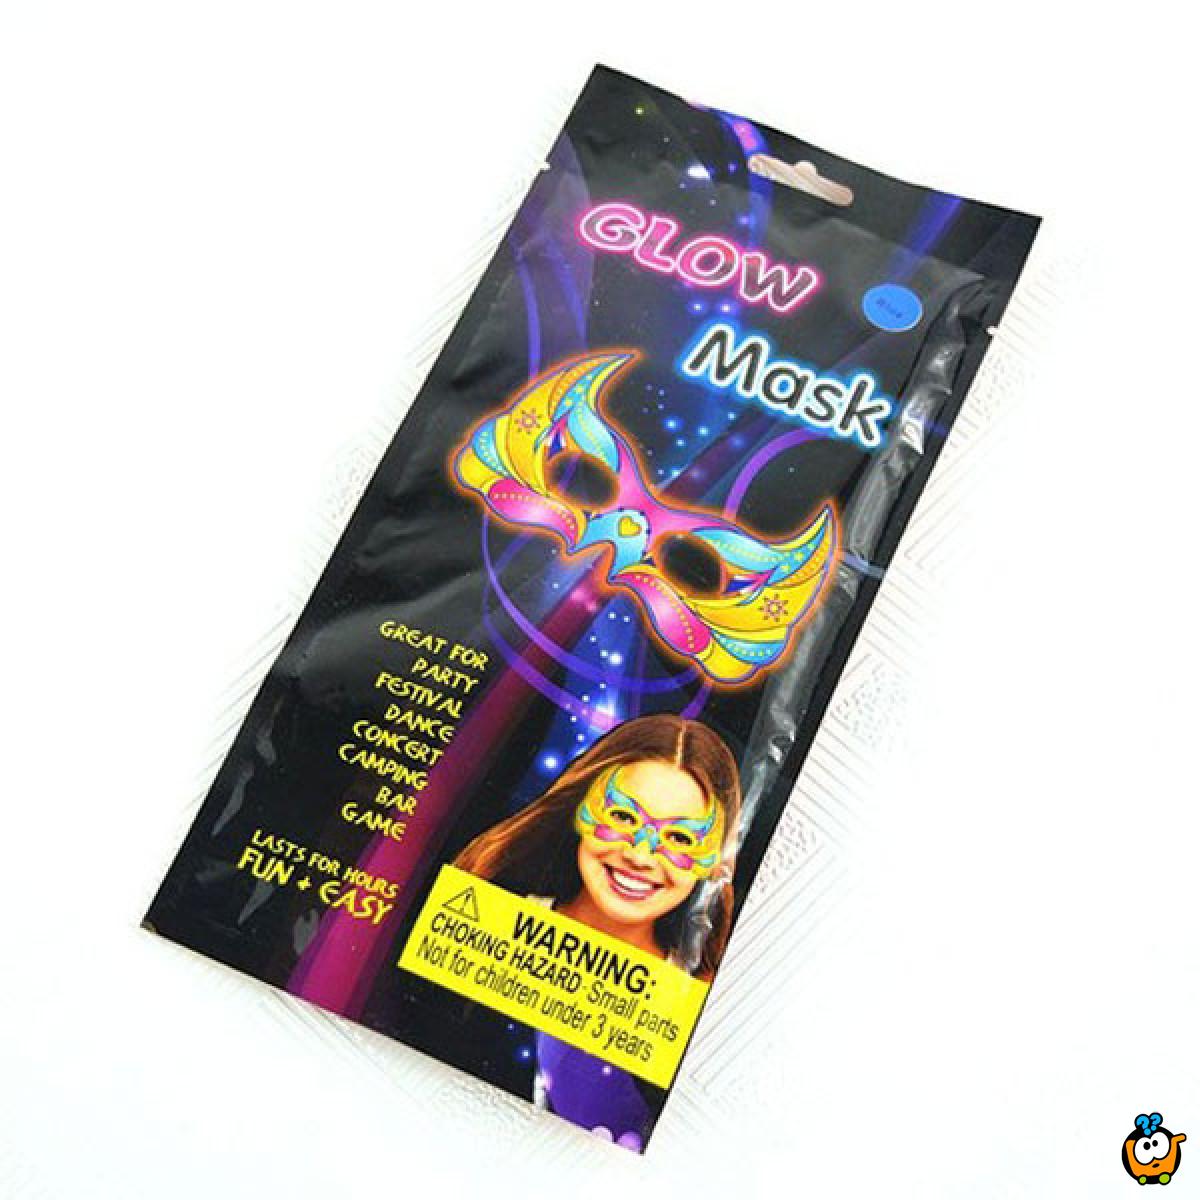 GLOW
Blue
Mask
GREAT FOR
PARTY
FESTIVAL
DANCE
CONCERT
CAMPING
BAR
GAME
LASTS FOR HOURS
FUN + EASY
WARNING:
CHOKING HAZARD-Small parts
Not for children under 3 years
??